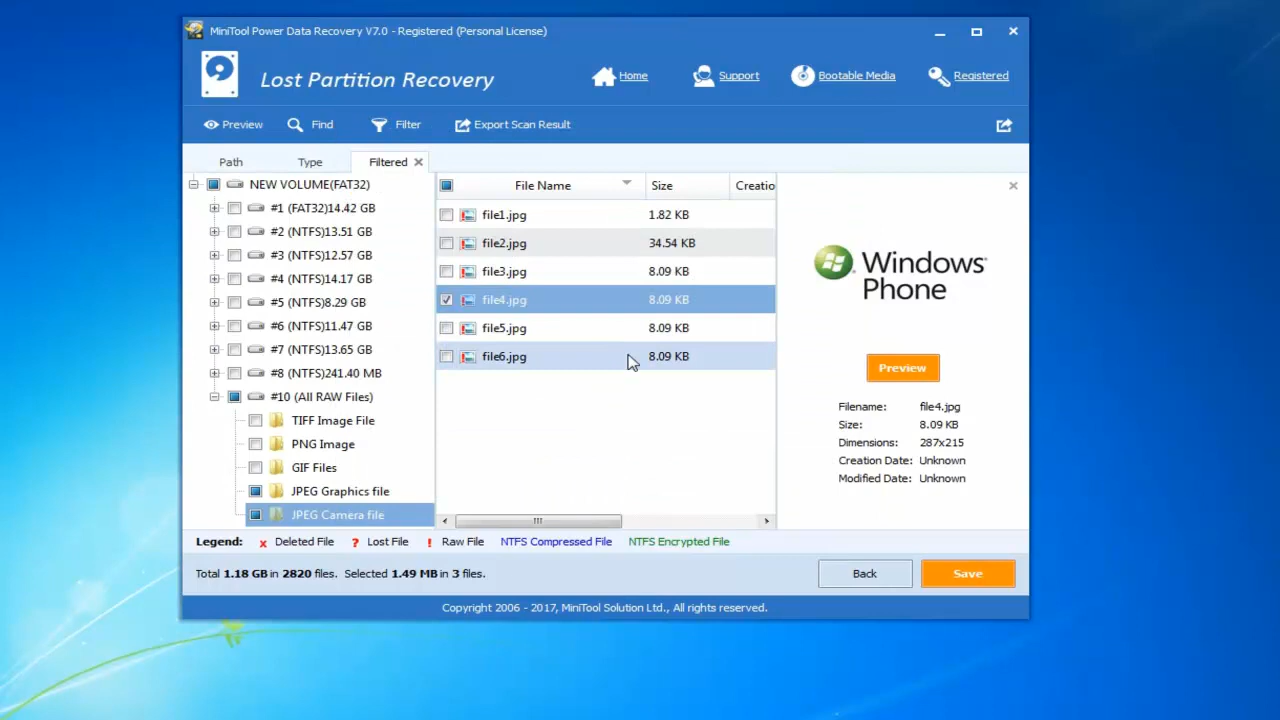 MiniTool Power Data Recovery V7.0 - Registered (Personal License)
Lost Partition Recovery
Home
Support
Bootable Media
Registered
Preview
Find
Filter
Export Scan Result
Path
Type
Filtered
NEW VOLUME(FAT32)
#1 (FAT32)14.42 GB
#2 (NTFS)13.51 GB
#3 (NTFS)12.57 GB
#4 (NTFS)14.17 GB
#5 (NTFS)8.29 GB
#6 (NTFS)11.47 GB
#7 (NTFS)13.65 GB
#8 (NTFS)241.40 MB
#10 (All RAW Files)
TIFF Image File
PNG Image
GIF Files
JPEG Graphics file
JPEG Camera file
File Name Size Creatio
file1.jpg 1.82 KB
file2.jpg 34.54 KB
file3.jpg 8.09 KB
file4.jpg 8.09 KB
file5.jpg 8.09 KB
file6.jpg 8.09 KB
Windows
Phone
Preview
Filename: file4.jpg
Size: 8.09 KB
Dimensions: 287x215
Creation Date: Unknown
Modified Date: Unknown
Legend: x Deleted File ? Lost File ! Raw File NTFS Compressed File NTFS Encrypted File
Total 1.18 GB in 2820 files. Selected 1.49 MB in 3 files.
Back
Save
Copyright 2006 - 2017, MiniTool Solution Ltd., All rights reserved.